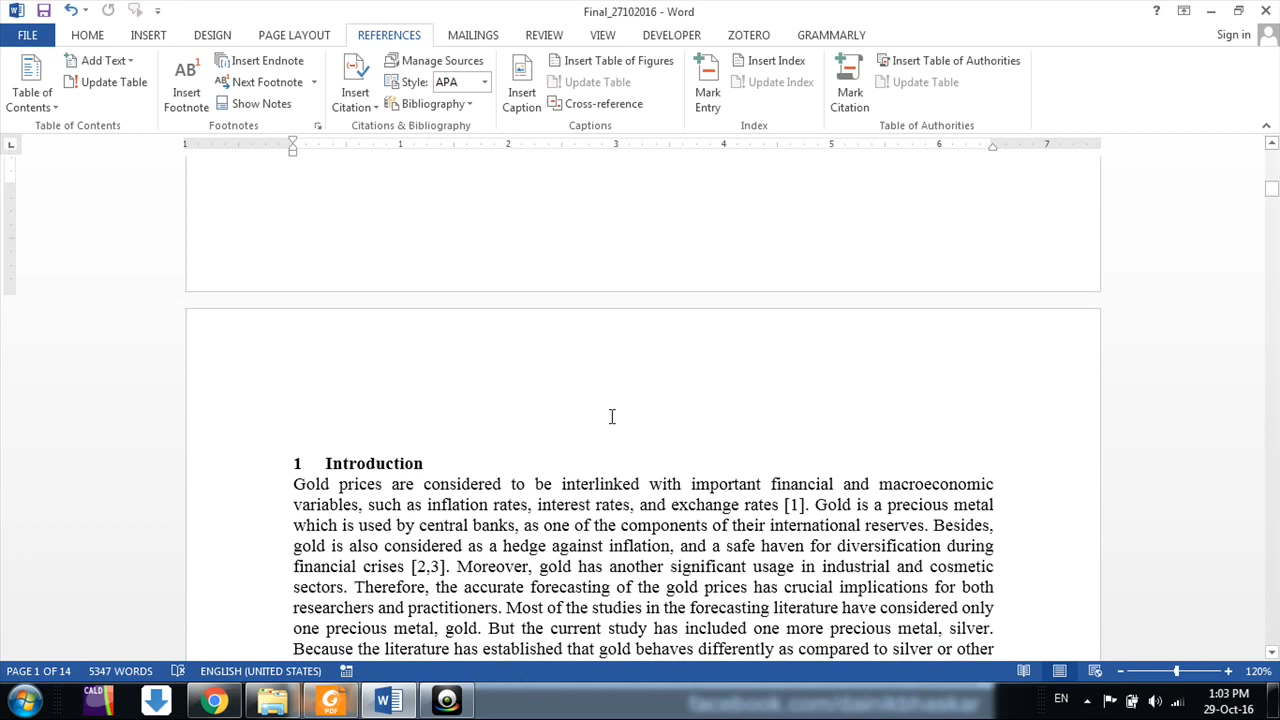 Final_27102016 - Word
FILE HOME INSERT DESIGN PAGE LAYOUT REFERENCES MAILINGS REVIEW VIEW DEVELOPER ZOTERO GRAMMARLY Sign in
Table of Contents
Add Text
Update Table
Table of Contents
AB1
Insert Footnote
Insert Endnote
Next Footnote
Show Notes
Footnotes
Insert Citation
Manage Sources
Style: APA
Bibliography
Citations & Bibliography
Insert Caption
Insert Table of Figures
Update Table
Cross-reference
Captions
Mark Entry
Insert Index
Update Index
Index
Mark Citation
Insert Table of Authorities
Update Table
Table of Authorities
1 1 2 3 4 5 6 7
1 Introduction
Gold prices are considered to be interlinked with important financial and macroeconomic
variables, such as inflation rates, interest rates, and exchange rates [1]. Gold is a precious metal
which is used by central banks, as one of the components of their international reserves. Besides,
gold is also considered as a hedge against inflation, and a safe haven for diversification during
financial crises [2,3]. Moreover, gold has another significant usage in industrial and cosmetic
sectors. Therefore, the accurate forecasting of the gold prices has crucial implications for both
researchers and practitioners. Most of the studies in the forecasting literature have considered only
one precious metal, gold. But the current study has included one more precious metal, silver.
Because the literature has established that gold behaves differently as compared to silver or other
PAGE 1 OF 14 5347 WORDS ENGLISH (UNITED STATES) 120%
CALD
PDF
EN
1:03 PM
29-Oct-16